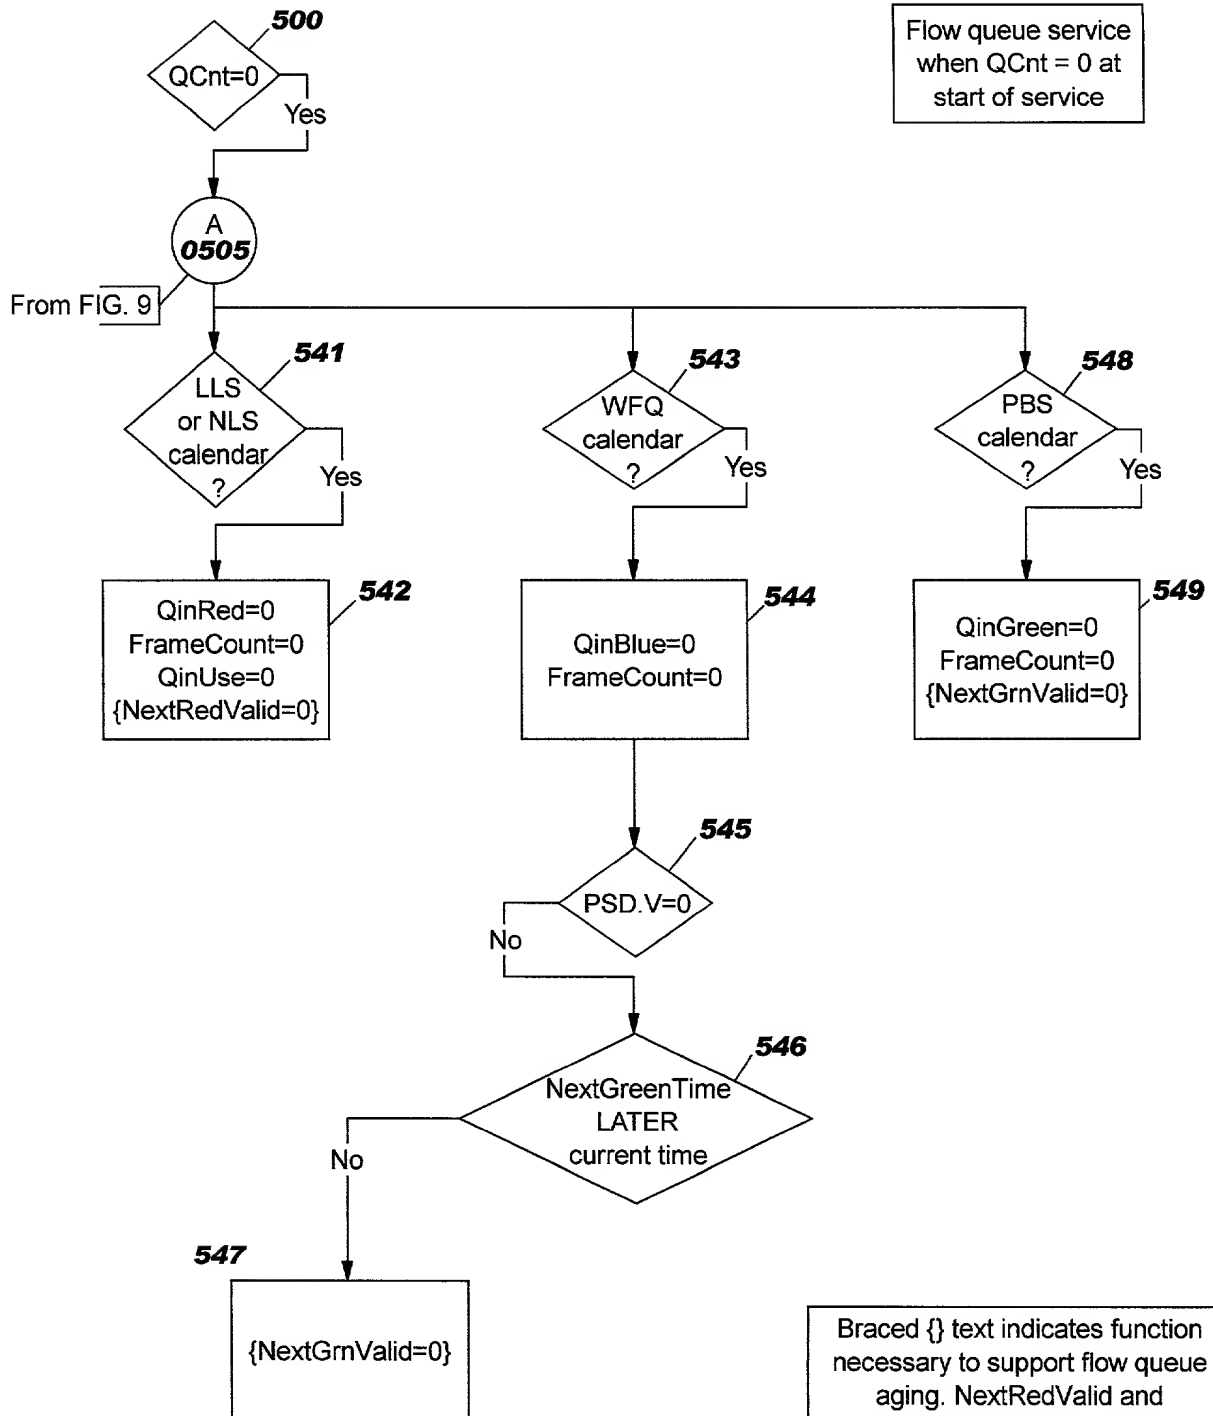 500
QCnt=0
Yes
Flow queue service
when QCnt = 0 at
start of service
A
0505
From FIG. 9
541
LLS
or NLS
calendar
?
Yes
543
WFQ
calendar
?
Yes
548
PBS
calendar
?
Yes
542
QinRed=0
FrameCount=0
QinUse=0
{NextRedValid=0}
544
QinBlue=0
FrameCount=0
549
QinGreen=0
FrameCount=0
{NextGrnValid=0}
545
PSD.V=0
No
546
NextGreenTime
LATER
current time
No
547
{NextGrnValid=0}
Braced {} text indicates function
necessary to support flow queue
aging. NextRedValid and